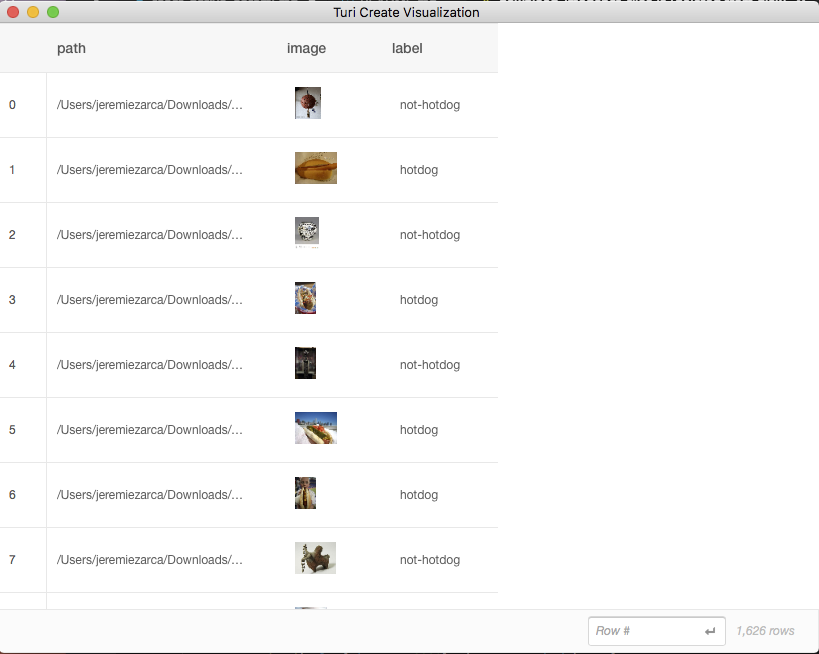 Turi Create Visualization
path image label
0 /Users/jeremiezarca/Downloads/... not-hotdog
1 /Users/jeremiezarca/Downloads/... hotdog
2 /Users/jeremiezarca/Downloads/... not-hotdog
3 /Users/jeremiezarca/Downloads/... hotdog
4 /Users/jeremiezarca/Downloads/... not-hotdog
5 /Users/jeremiezarca/Downloads/... hotdog
6 /Users/jeremiezarca/Downloads/... hotdog
7 /Users/jeremiezarca/Downloads/... not-hotdog
Row # 1,626 rows